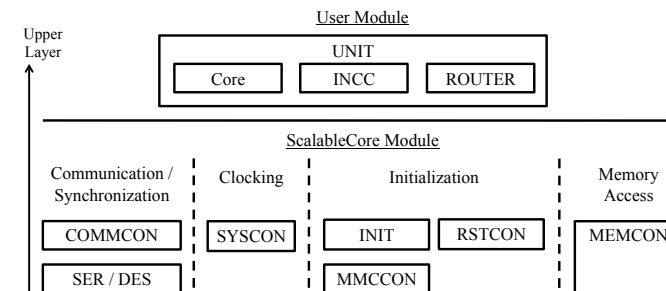 User Module
Upper
Layer
UNIT
Core INCC ROUTER
ScalableCore Module
Communication / Clocking Initialization Memory
Synchronization Access
COMMCON SYSCON INIT RSTCON MEMCON
SER / DES MMCCON